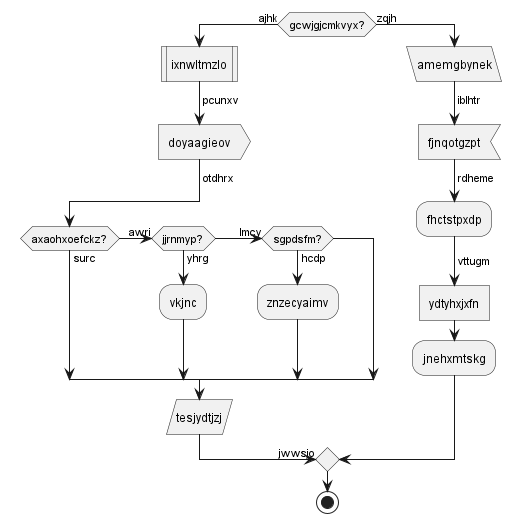 ajhk
gcwjgjcmkvyx?
zqjh
ixnwltmzlo
amemgbynek
pcunxv
iblhtr
doyaagieov
fjnqotgzpt
otdhrx
rdheme
fhctstpxdp
axaohxoefckz?
awri
jjrnmyp?
lmcv
sgpdsfm?
surc
yhrg
hcdp
vttugm
vkjnc
znzecyaimv
ydtyhxjxfn
jnehxmtskg
tesjydtjzj
jwwsjo